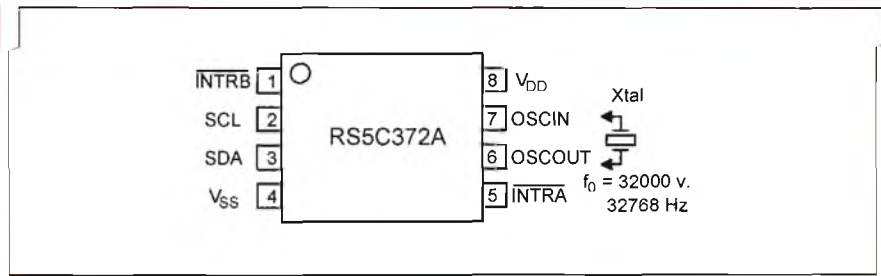 INTRB 1
SCL 2
SDA 3
VSS 4
RS5C372A
8 VDD
7 OSCIN
6 OSCOUT
5 INTRA
Xtal
f0 = 32000 v.
32768 Hz